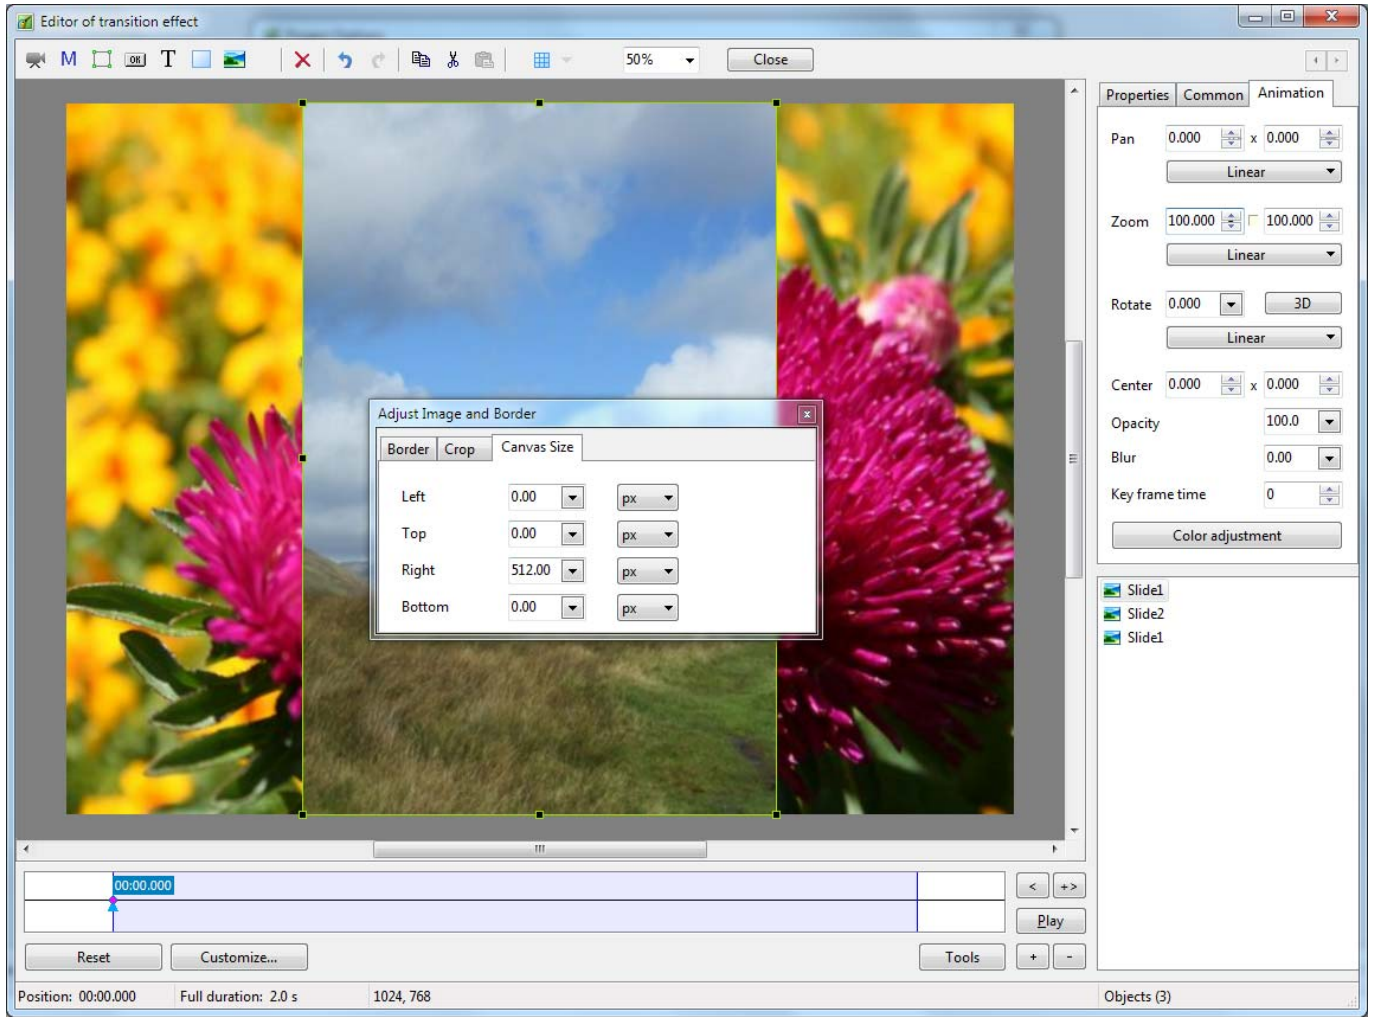 Editor of transition effect
M OK T 50% Close
Properties Common Animation
Pan 0.000 x 0.000
Linear
Zoom 100.000 100.000
Linear
Rotate 0.000 3D
Linear
Center 0.000 x 0.000
Opacity 100.0
Blur 0.00
Key frame time 0
Color adjustment
Adjust Image and Border
Border Crop Canvas Size
Left 0.00 px
Top 0.00 px
Right 512.00 px
Bottom 0.00 px
Slide1
Slide2
Slide1
00:00.000
< +>
Play
Reset Customize... Tools + -
Position: 00:00.000 Full duration: 2.0 s 1024, 768 Objects (3)